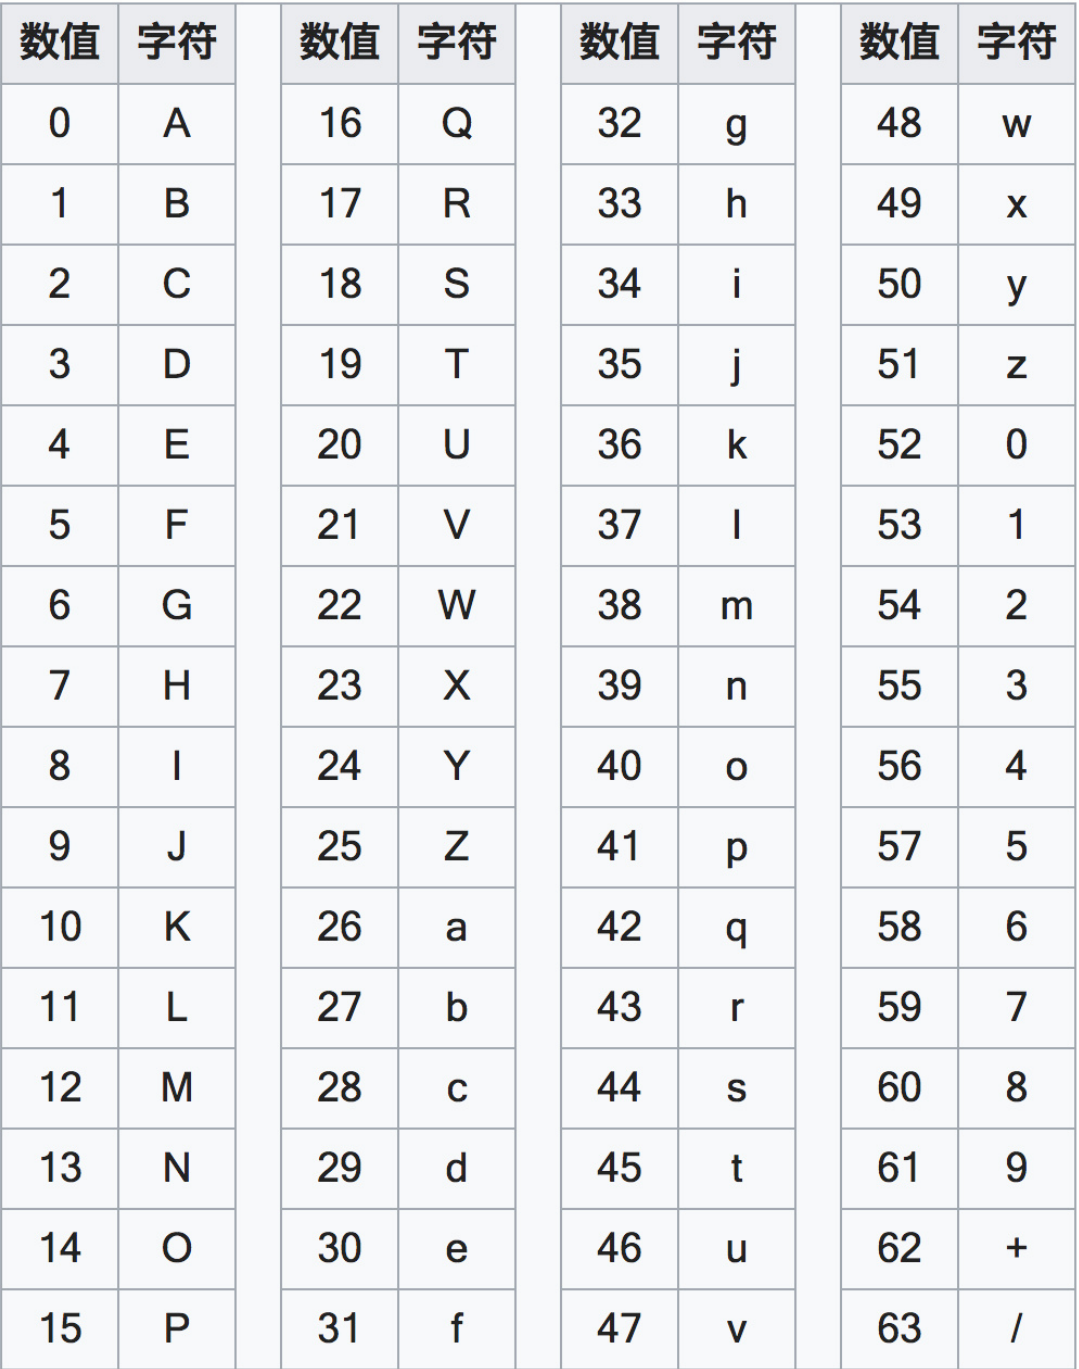 数值 字符 数值 字符 数值 字符 数值 字符
0 A 16 Q 32 g 48 w
1 B 17 R 33 h 49 x
2 C 18 S 34 i 50 y
3 D 19 T 35 j 51 z
4 E 20 U 36 k 52 0
5 F 21 V 37 l 53 1
6 G 22 W 38 m 54 2
7 H 23 X 39 n 55 3
8 I 24 Y 40 o 56 4
9 J 25 Z 41 p 57 5
10 K 26 a 42 q 58 6
11 L 27 b 43 r 59 7
12 M 28 c 44 s 60 8
13 N 29 d 45 t 61 9
14 O 30 e 46 u 62 +
15 P 31 f 47 v 63 /